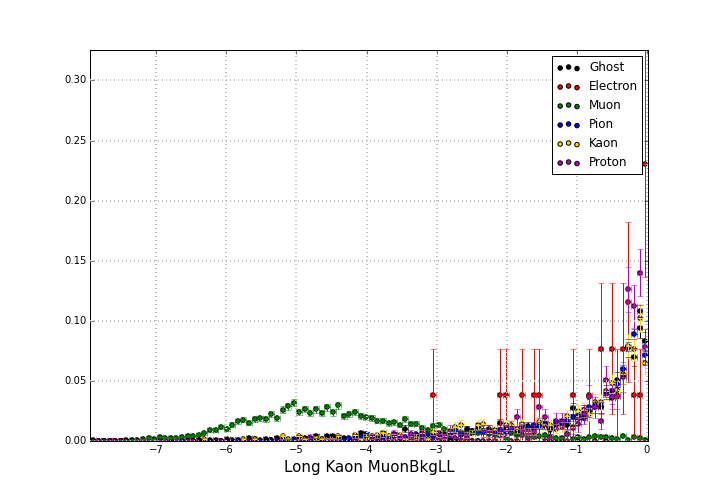 0.30
0.25
0.20
0.15
0.10
0.05
0.00
−7 −6 −5 −4 −3 −2 −1 0
Long Kaon MuonBkgLL
Ghost
Electron
Muon
Pion
Kaon
Proton